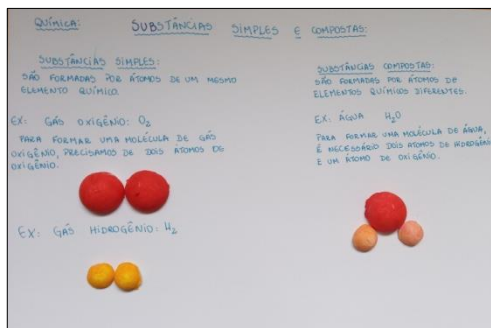 QUÍMICA: SUBSTÂNCIAS SIMPLES E COMPOSTAS:
SUBSTÂNCIAS SIMPLES:
SÃO FORMADAS POR ÁTOMOS DE UM MESMO
ELEMENTO QUÍMICO
EX: GÁS OXIGÊNIO: O2
PARA FORMAR UMA MOLÉCULA DE GÁS
OXIGÊNIO, PRECISAMOS DE DOIS ÁTOMOS DE
OXIGÊNIO.
EX: GÁS HIDROGÊNIO: H2
SUBSTÂNCIAS COMPOSTAS:
SÃO FORMADAS POR ÁTOMOS DE
ELEMENTOS QUÍMICOS DIFERENTES.
EX: ÁGUA H2O
PARA FORMAR UMA MOLÉCULA DE ÁGUA,
É NECESSÁRIO DOIS ÁTOMOS DE HIDROGÊNIO
E UM ÁTOMO DE OXIGÊNIO.